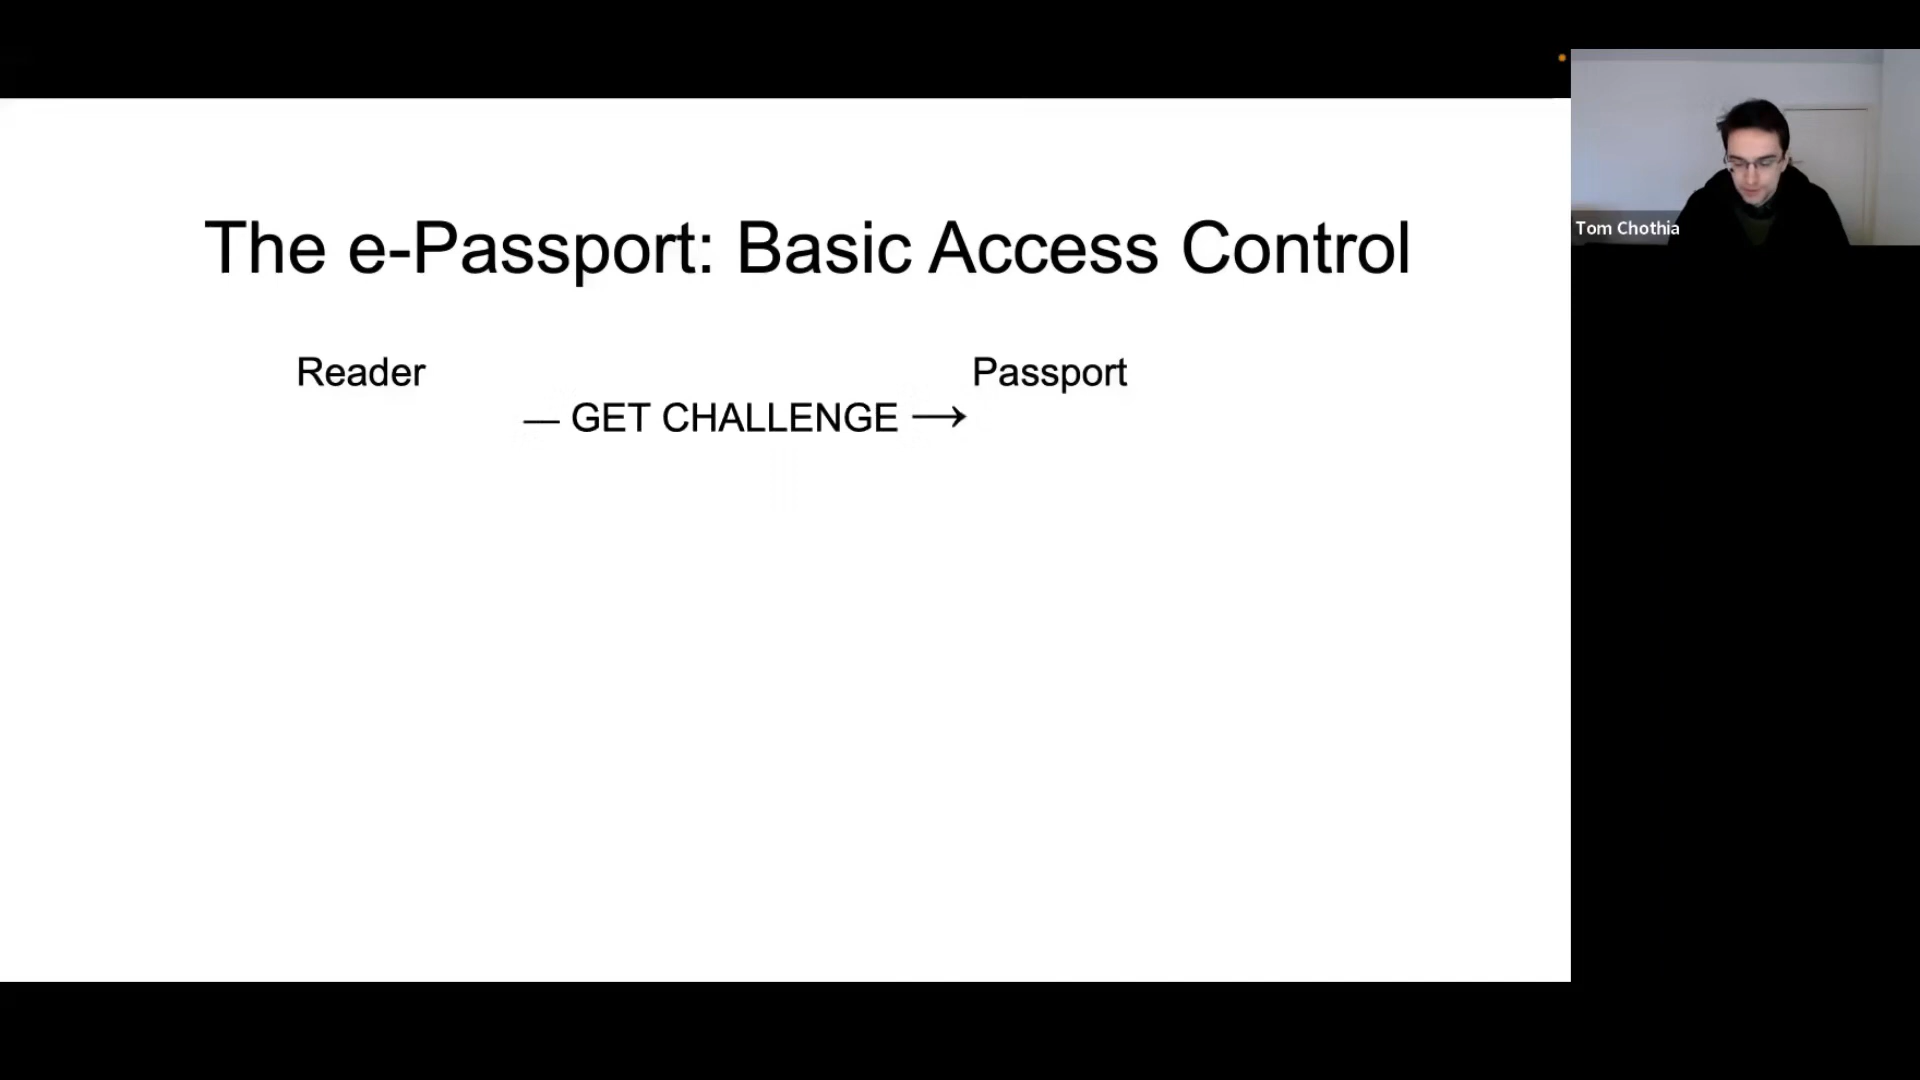 The e-Passport: Basic Access Control
Reader Passport
— GET CHALLENGE →
Tom Chothia